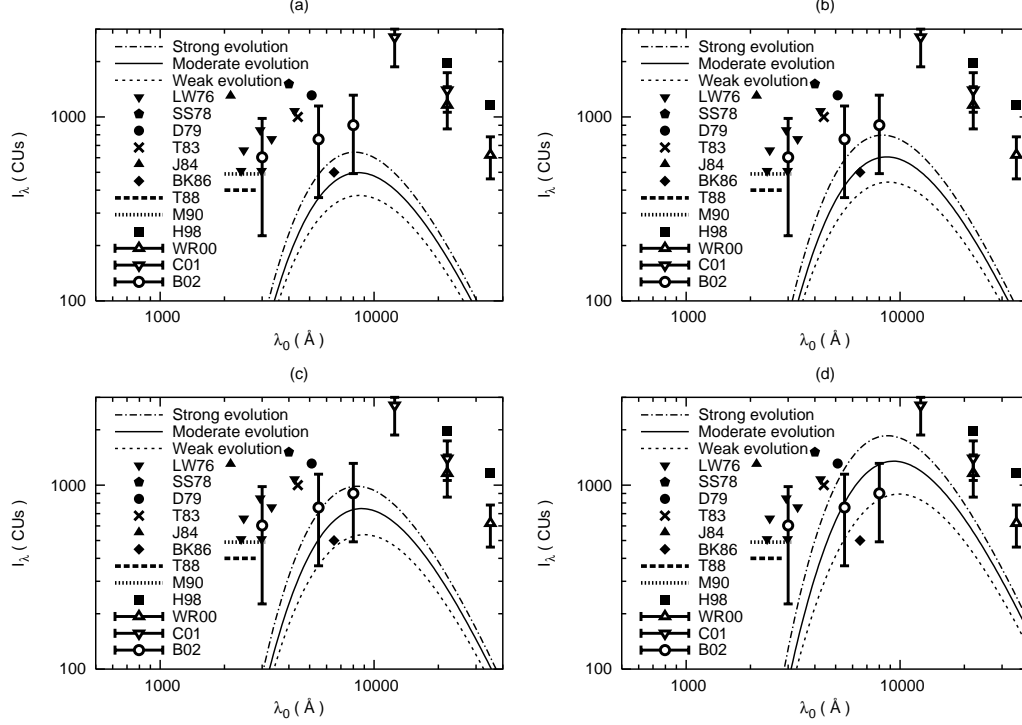 (a)
I_λ ( CUs )
1000
100
Strong evolution
Moderate evolution
Weak evolution
LW76
SS78
D79
T83
J84
BK86
T88
M90
H98
WR00
C01
B02
1000 10000
λ_0 ( Å )
(b)
I_λ ( CUs )
1000
100
Strong evolution
Moderate evolution
Weak evolution
LW76
SS78
D79
T83
J84
BK86
T88
M90
H98
WR00
C01
B02
1000 10000
λ_0 ( Å )
(c)
I_λ ( CUs )
1000
100
Strong evolution
Moderate evolution
Weak evolution
LW76
SS78
D79
T83
J84
BK86
T88
M90
H98
WR00
C01
B02
1000 10000
λ_0 ( Å )
(d)
I_λ ( CUs )
1000
100
Strong evolution
Moderate evolution
Weak evolution
LW76
SS78
D79
T83
J84
BK86
T88
M90
H98
WR00
C01
B02
1000 10000
λ_0 ( Å )